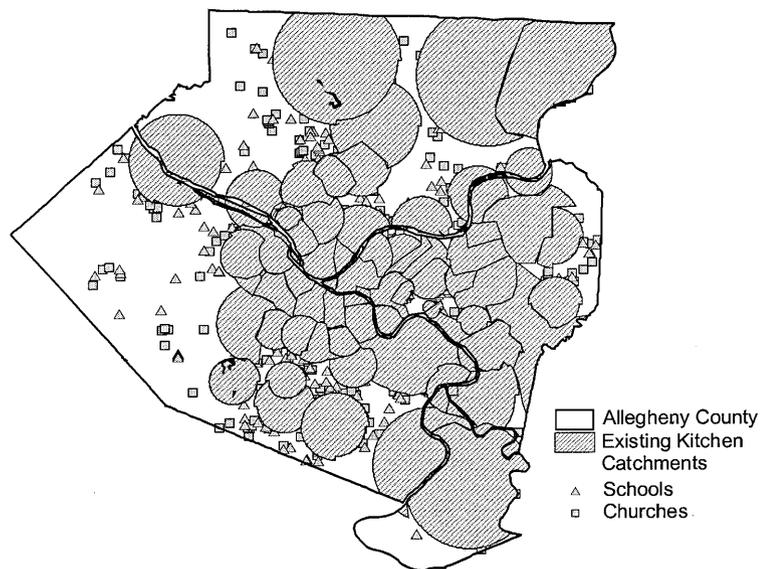 Allegheny County
Existing Kitchen
Catchments
Schools
Churches